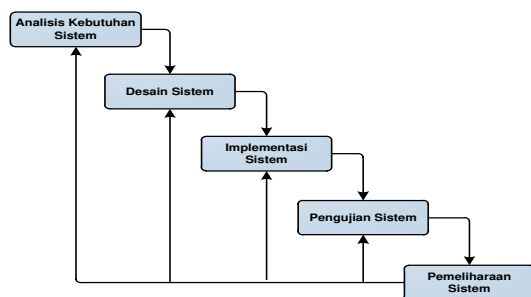 Analisis Kebutuhan
Sistem
Desain Sistem
Implementasi
Sistem
Pengujian Sistem
Pemeliharaan
Sistem